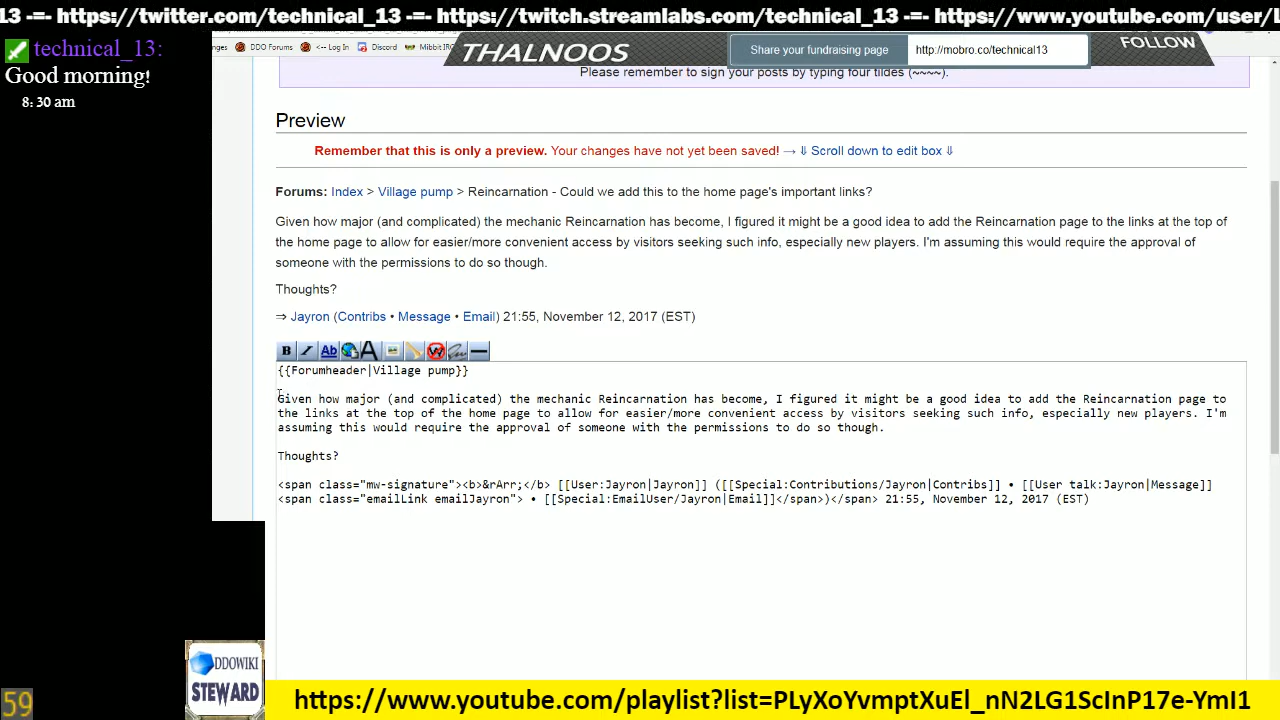 13 -=- https://twitter.com/technical_13 -=- https://twitch.streamlabs.com/technical_13 -=- https://www.youtube.com/user/L
technical_13:
Good morning!
8:30 am
nges DDO Forums <-- Log In Discord Mibbit IRC
THALNOOS
Share your fundraising page http://mobro.co/technical13
FOLLOW
Please remember to sign your posts by typing four tildes (~~~~).
Preview
Remember that this is only a preview. Your changes have not yet been saved! → ⇓ Scroll down to edit box ⇓
Forums: Index > Village pump > Reincarnation - Could we add this to the home page's important links?
Given how major (and complicated) the mechanic Reincarnation has become, I figured it might be a good idea to add the Reincarnation page to the links at the top of
the home page to allow for easier/more convenient access by visitors seeking such info, especially new players. I'm assuming this would require the approval of
someone with the permissions to do so though.
Thoughts?
⇒ Jayron (Contribs • Message • Email) 21:55, November 12, 2017 (EST)
B I Ab A W
{{Forumheader|Village pump}}
Given how major (and complicated) the mechanic Reincarnation has become, I figured it might be a good idea to add the Reincarnation page to
the links at the top of the home page to allow for easier/more convenient access by visitors seeking such info, especially new players. I'm
assuming this would require the approval of someone with the permissions to do so though.
Thoughts?
<span class="mw-signature"><b>&rArr;</b> [[User:Jayron|Jayron]] ([[Special:Contributions/Jayron|Contribs]] • [[User talk:Jayron|Message]]
<span class="emailLink emailJayron"> • [[Special:EmailUser/Jayron|Email]]</span>)</span> 21:55, November 12, 2017 (EST)
DDOWIKI
STEWARD
59
https://www.youtube.com/playlist?list=PLyXoYvmptXuEl_nN2LG1ScInP17e-YmI1